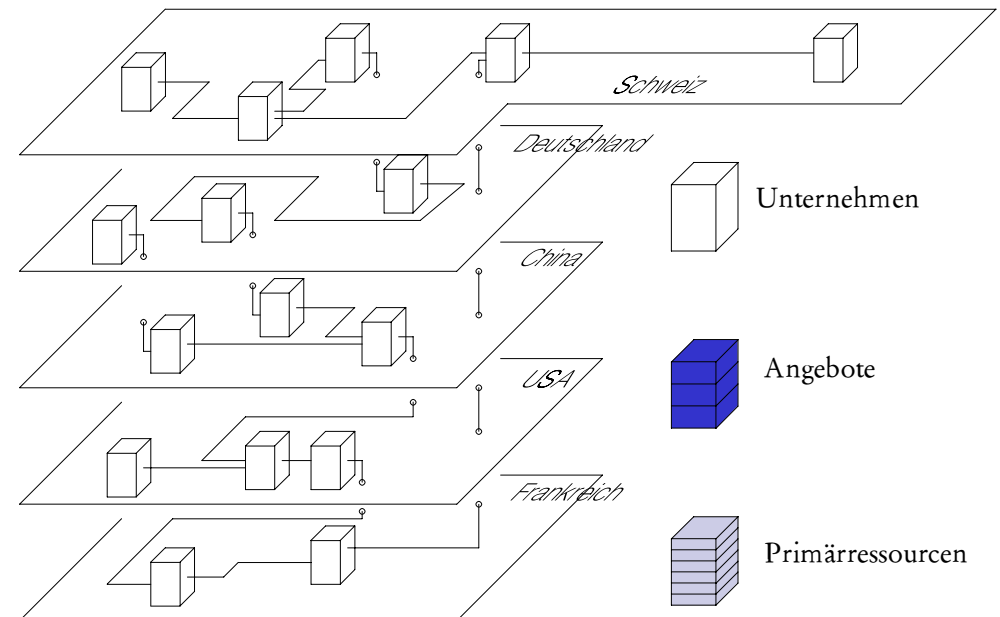 Schweiz
Deutschland
Unternehmen
China
Angebote
USA
Frankreich
Primärressourcen